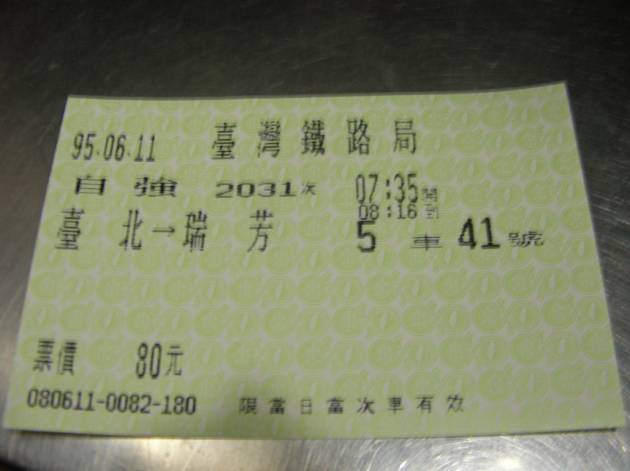 95.06.11 臺灣鐵路局
自強 2031次 07:35開
08:16到
臺北→瑞芳 5車 41號
票價 80元
080611-0082-180 限當日當次車有效